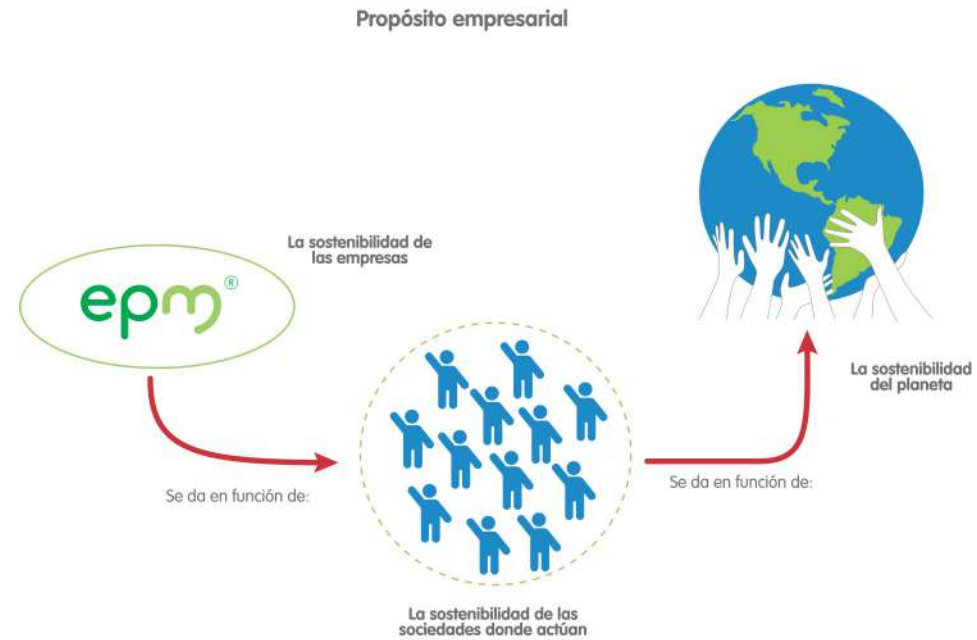 Propósito empresarial
La sostenibilidad de
las empresas
epm®
Se da en función de:
La sostenibilidad de las
sociedades donde actúan
Se da en función de:
La sostenibilidad
del planeta